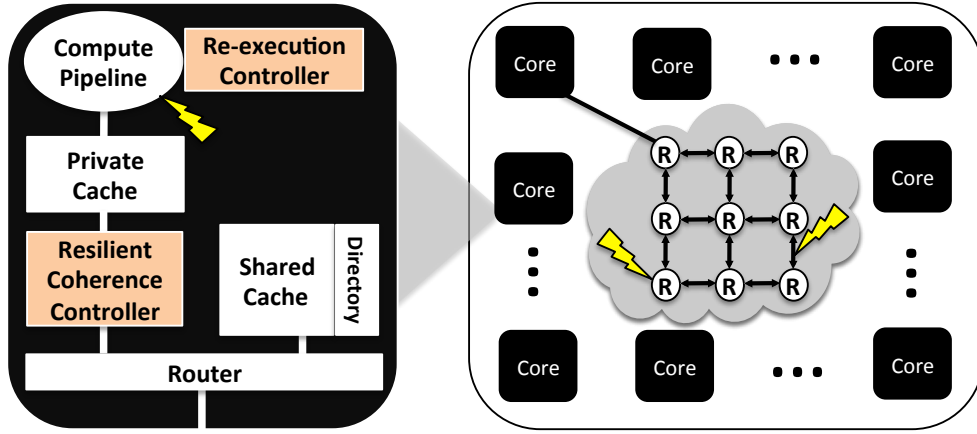 Compute
Pipeline
Re-execution
Controller
Private
Cache
Resilient
Coherence
Controller
Shared
Cache
Directory
Router
Core
Core
Core
Core
Core
Core
Core
Core
Core
R R R
R R R
R R R